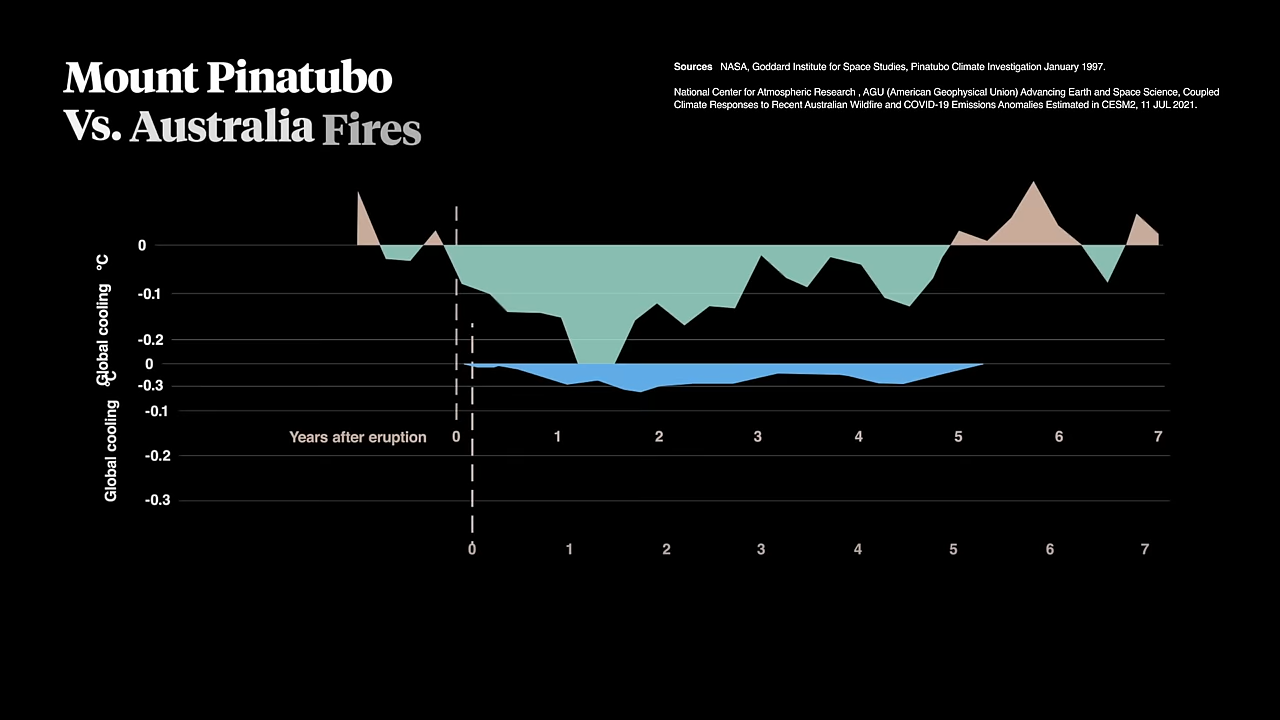 Mount Pinatubo
Vs. Australia Fires
Sources NASA, Goddard Institute for Space Studies, Pinatubo Climate Investigation January 1997.
National Center for Atmospheric Research , AGU (American Geophysical Union) Advancing Earth and Space Science, Coupled
Climate Responses to Recent Australian Wildfire and COVID-19 Emissions Anomalies Estimated in CESM2, 11 JUL 2021.
Global cooling °C
0
-0.1
-0.2
-0.3
Years after eruption 0 1 2 3 4 5 6 7
Global cooling °C
0
-0.1
-0.2
-0.3
0 1 2 3 4 5 6 7